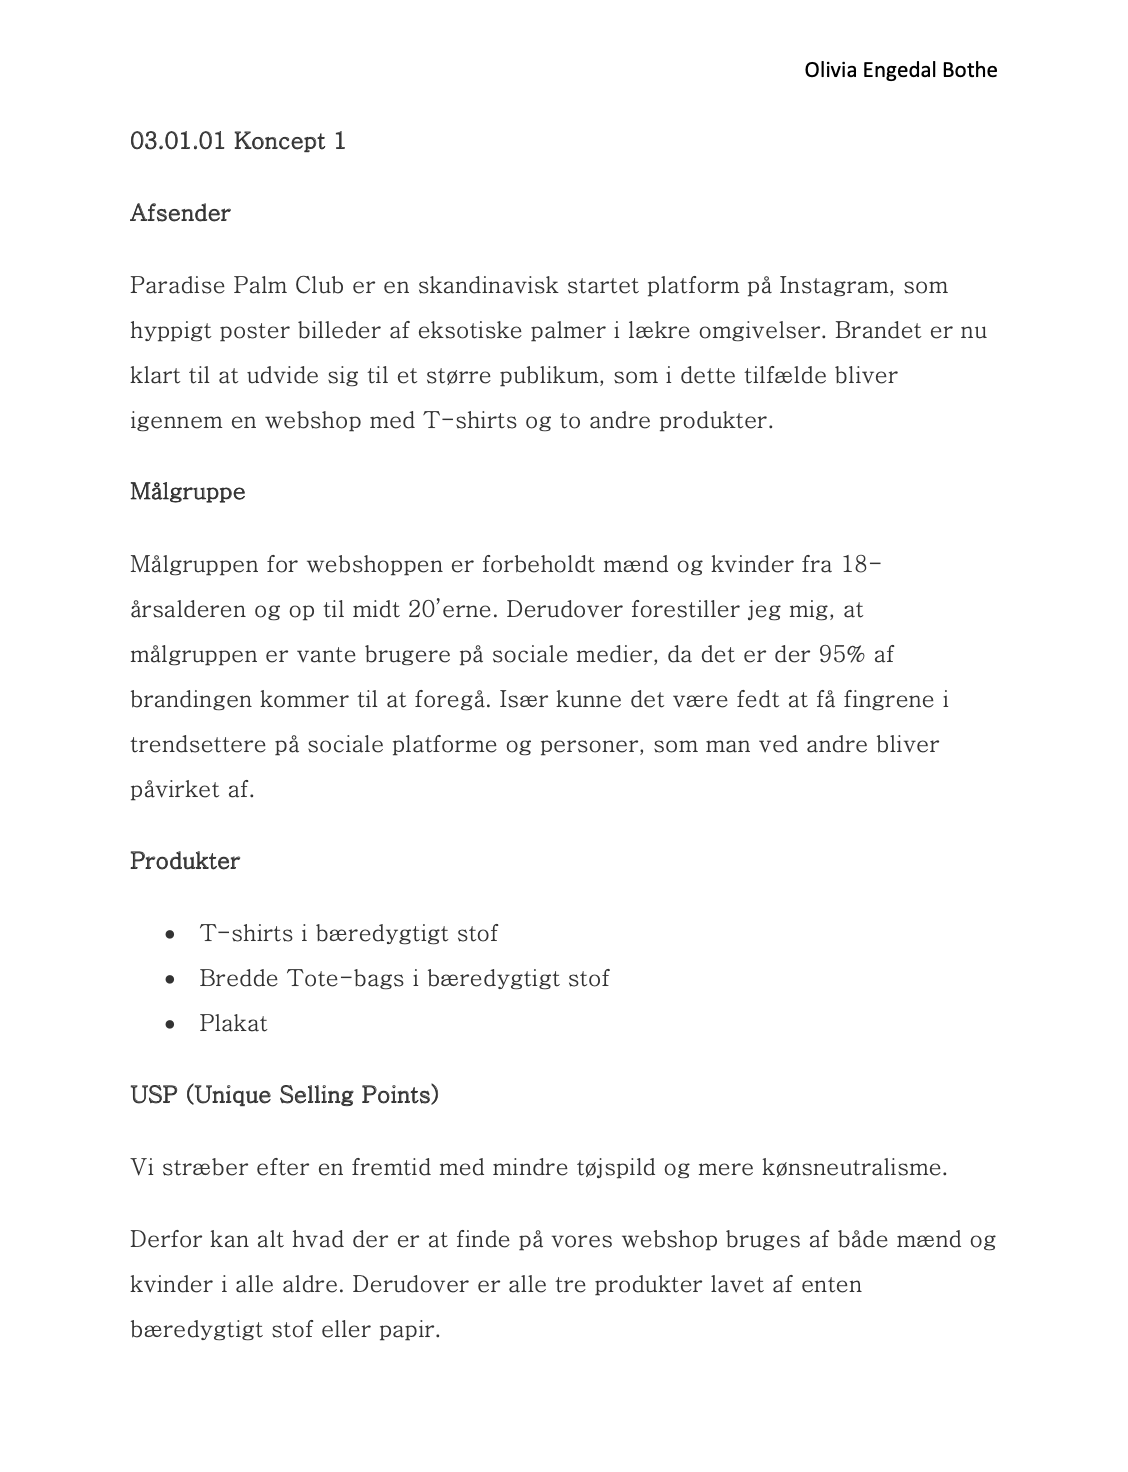 Olivia Engedal Bothe
03.01.01 Koncept 1
Afsender
Paradise Palm Club er en skandinavisk startet platform på Instagram, som
hyppigt poster billeder af eksotiske palmer i lækre omgivelser. Brandet er nu
klart til at udvide sig til et større publikum, som i dette tilfælde bliver
igennem en webshop med T-shirts og to andre produkter.
Målgruppe
Målgruppen for webshoppen er forbeholdt mænd og kvinder fra 18-
årsalderen og op til midt 20’erne. Derudover forestiller jeg mig, at
målgruppen er vante brugere på sociale medier, da det er der 95% af
brandingen kommer til at foregå. Især kunne det være fedt at få fingrene i
trendsettere på sociale platforme og personer, som man ved andre bliver
påvirket af.
Produkter
• T-shirts i bæredygtigt stof
• Bredde Tote-bags i bæredygtigt stof
• Plakat
USP (Unique Selling Points)
Vi stræber efter en fremtid med mindre tøjspild og mere kønsneutralisme.
Derfor kan alt hvad der er at finde på vores webshop bruges af både mænd og
kvinder i alle aldre. Derudover er alle tre produkter lavet af enten
bæredygtigt stof eller papir.